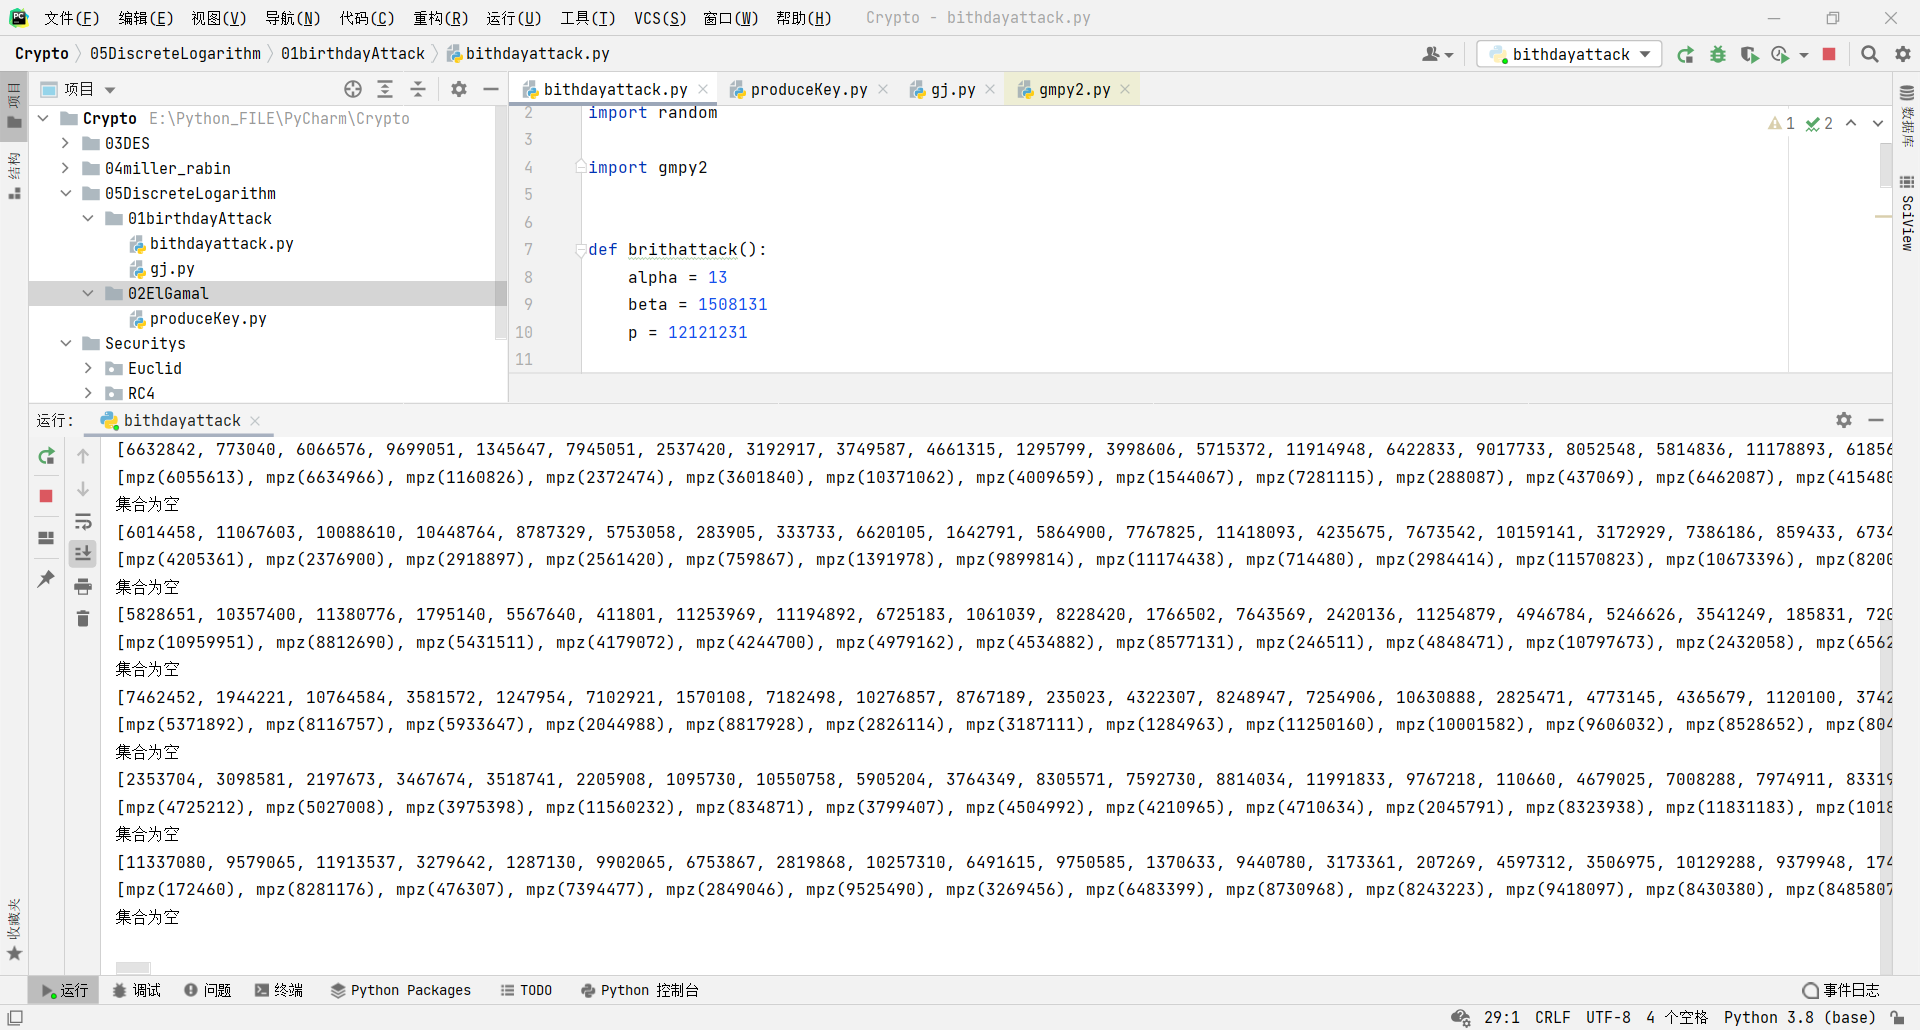 文件(F) 编辑(E) 视图(V) 导航(N) 代码(C) 重构(R) 运行(U) 工具(T) VCS(S) 窗口(W) 帮助(H) Crypto - bithdayattack.py
Crypto 05DiscreteLogarithm 01birthdayAttack bithdayattack.py bithdayattack
项目
bithdayattack.py produceKey.py gj.py gmpy2.py
项目
结构
收藏夹
Crypto E:\Python_FILE\PyCharm\Crypto
03DES
04miller_rabin
05DiscreteLogarithm
01birthdayAttack
bithdayattack.py
gj.py
02ElGamal
produceKey.py
Securitys
Euclid
RC4
2 import random
3
4 import gmpy2
5
6
7 def brithattack():
8 alpha = 13
9 beta = 1508131
10 p = 12121231
11
1 2
数据库
SciView
运行: bithdayattack
[6632842, 773040, 6066576, 9699051, 1345647, 7945051, 2537420, 3192917, 3749587, 4661315, 1295799, 3998606, 5715372, 11914948, 6422833, 9017733, 8052548, 5814836, 11178893, 6185
[mpz(6055613), mpz(6634966), mpz(1160826), mpz(2372474), mpz(3601840), mpz(10371062), mpz(4009659), mpz(1544067), mpz(7281115), mpz(288087), mpz(437069), mpz(6462087), mpz(415480
集合为空
[6014458, 11067603, 10088610, 10448764, 8787329, 5753058, 283905, 333733, 6620105, 1642791, 5864900, 7767825, 11418093, 4235675, 7673542, 10159141, 3172929, 7386186, 859433, 6734
[mpz(4205361), mpz(2376900), mpz(2918897), mpz(2561420), mpz(759867), mpz(1391978), mpz(9899814), mpz(11174438), mpz(714480), mpz(2984414), mpz(11570823), mpz(10673396), mpz(8200
集合为空
[5828651, 10357400, 11380776, 1795140, 5567640, 411801, 11253969, 11194892, 6725183, 1061039, 8228420, 1766502, 7643569, 2420136, 11254879, 4946784, 5246626, 3541249, 185831, 720
[mpz(10959951), mpz(8812690), mpz(5431511), mpz(4179072), mpz(4244700), mpz(4979162), mpz(4534882), mpz(8577131), mpz(246511), mpz(4848471), mpz(10797673), mpz(2432058), mpz(656
集合为空
[7462452, 1944221, 10764584, 3581572, 1247954, 7102921, 1570108, 7182498, 10276857, 8767189, 235023, 4322307, 8248947, 7254906, 10630888, 2825471, 4773145, 4365679, 1120100, 3742
[mpz(5371892), mpz(8116757), mpz(5933647), mpz(2044988), mpz(8817928), mpz(2826114), mpz(3187111), mpz(1284963), mpz(11250160), mpz(10001582), mpz(9606032), mpz(8528652), mpz(804
集合为空
[2353704, 3098581, 2197673, 3467674, 3518741, 2205908, 1095730, 10550758, 5905204, 3764349, 8305571, 7592730, 8814034, 11991833, 9767218, 110660, 4679025, 7008288, 7974911, 8331
[mpz(4725212), mpz(5027008), mpz(3975398), mpz(11560232), mpz(834871), mpz(3799407), mpz(4504992), mpz(4210965), mpz(4710634), mpz(2045791), mpz(8323938), mpz(11831183), mpz(1018
集合为空
[11337080, 9579065, 11913537, 3279642, 1287130, 9902065, 6753867, 2819868, 10257310, 6491615, 9750585, 1370633, 9440780, 3173361, 207269, 4597312, 3506975, 10129288, 9379948, 174
[mpz(172460), mpz(8281176), mpz(476307), mpz(7394477), mpz(2849046), mpz(9525490), mpz(3269456), mpz(6483399), mpz(8730968), mpz(8243223), mpz(9418097), mpz(8430380), mpz(8485807
集合为空
运行 调试 问题 终端 Python Packages TODO Python 控制台 事件日志
29:1 CRLF UTF-8 4 个空格 Python 3.8 (base)